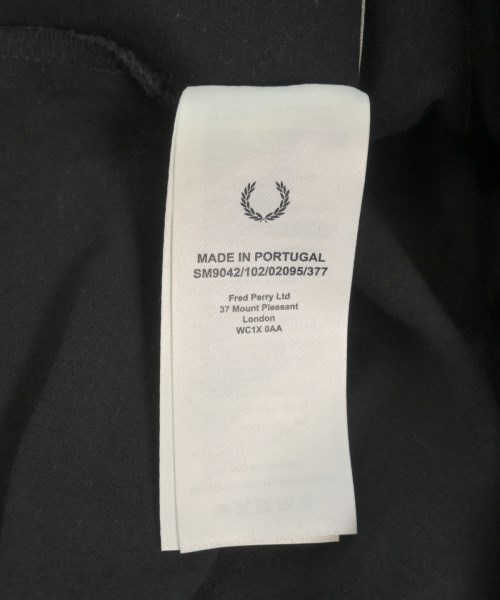 MADE IN PORTUGAL
SM9042/102/02095/377
Fred Perry Ltd
37 Mount Pleasant
London
WC1X 0AA